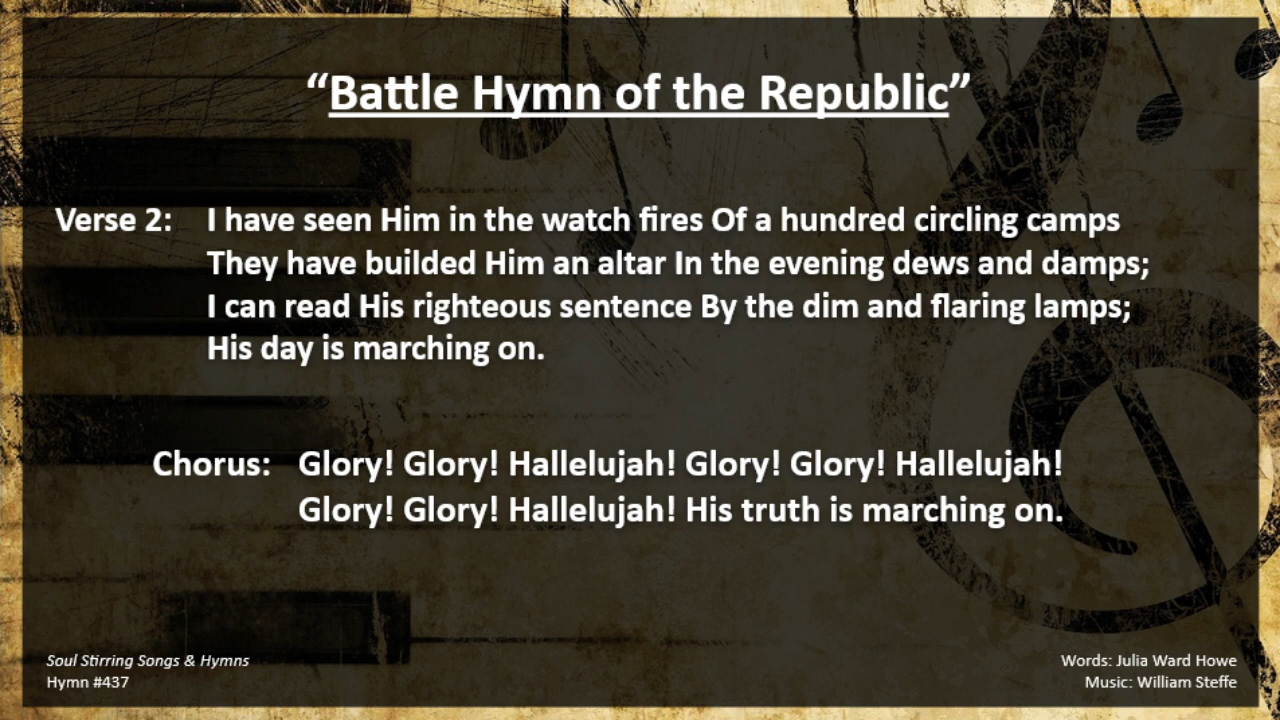 “Battle Hymn of the Republic”
Verse 2: I have seen Him in the watch fires Of a hundred circling camps
They have builded Him an altar In the evening dews and damps;
I can read His righteous sentence By the dim and flaring lamps;
His day is marching on.
Chorus: Glory! Glory! Hallelujah! Glory! Glory! Hallelujah!
Glory! Glory! Hallelujah! His truth is marching on.
Soul Stirring Songs & Hymns
Hymn #437
Words: Julia Ward Howe
Music: William Steffe